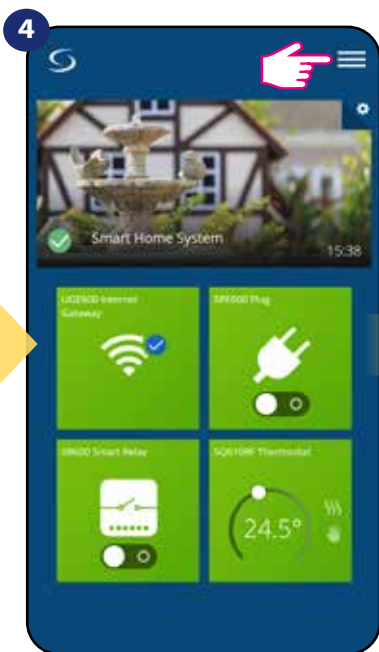 4
Smart Home System
15:38
UGE600 Internet
Gateway
SPE600 Plug
SR600 Smart Relay
SQ610RF Thermostat
24.5°